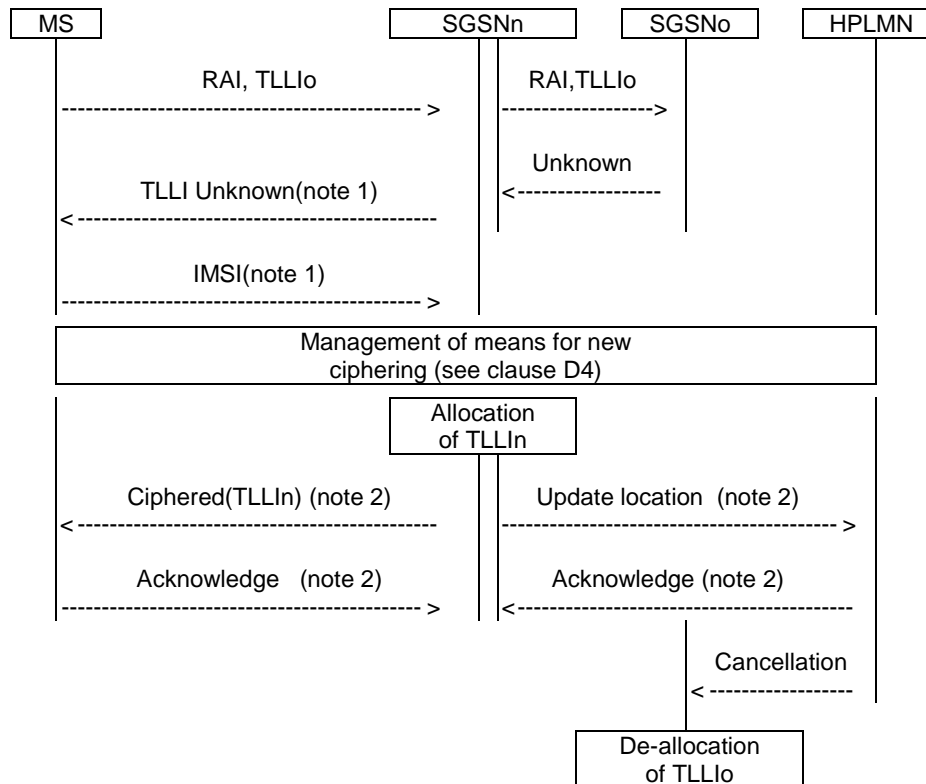 MS SGSNn SGSNo HPLMN
RAI, TLLIo RAI,TLLIo
Unknown
TLLI Unknown(note 1)
IMSI(note 1)
Management of means for new
ciphering (see clause D4)
Allocation
of TLLIn
Ciphered(TLLIn) (note 2) Update location (note 2)
Acknowledge (note 2) Acknowledge (note 2)
Cancellation
De-allocation
of TLLIo